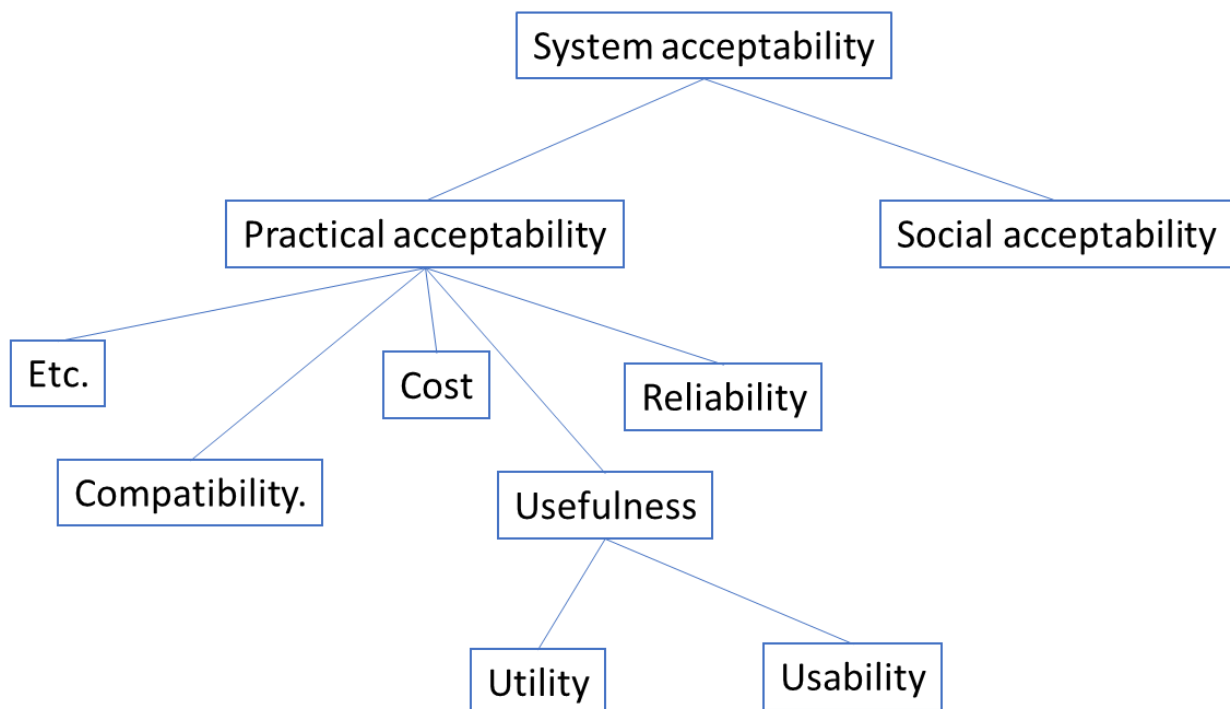 System acceptability
Practical acceptability
Social acceptability
Etc.
Cost
Reliability
Compatibility.
Usefulness
Utility
Usability